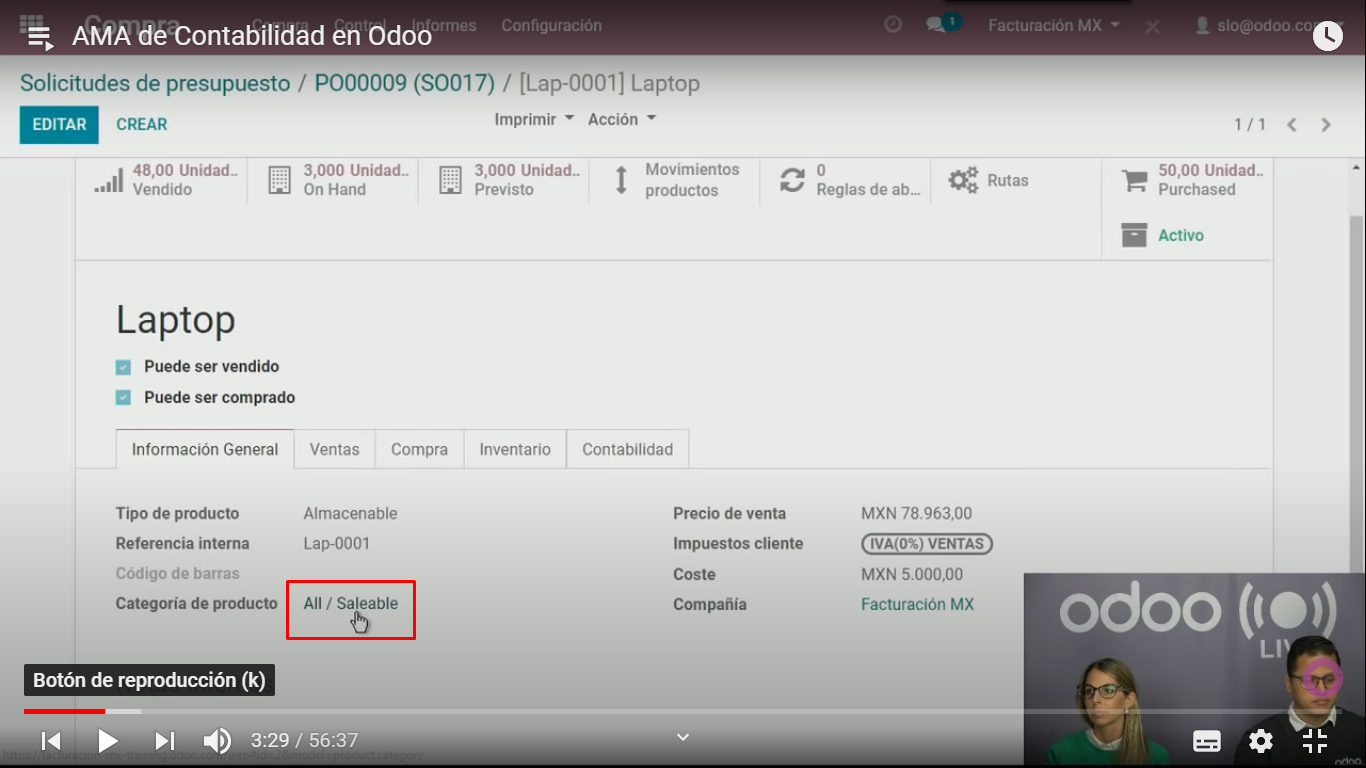 Compra Compra Control Informes Configuración 1 Facturación MX slo@odoo.co
AMA de Contabilidad en Odoo
Solicitudes de presupuesto / PO00009 (SO017) / [Lap-0001] Laptop
EDITAR CREAR Imprimir Acción 1 / 1
48,00 Unidad.. 3,000 Unidad.. 3,000 Unidad.. Movimientos 0 Rutas 50,00 Unidad..
Vendido On Hand Previsto productos Reglas de ab... Purchased
Activo
Laptop
Puede ser vendido
Puede ser comprado
Información General Ventas Compra Inventario Contabilidad
Tipo de producto Almacenable Precio de venta MXN 78.963,00
Referencia interna Lap-0001 Impuestos cliente IVA(0%) VENTAS
Código de barras Coste MXN 5.000,00
Categoría de producto All / Saleable Compañía Facturación MX
odoo
LIV
Botón de reproducción (k)
3:29 / 56:37
https://facturacion-mx-training.odoo.com/web#id=2&model=product.category
odoo